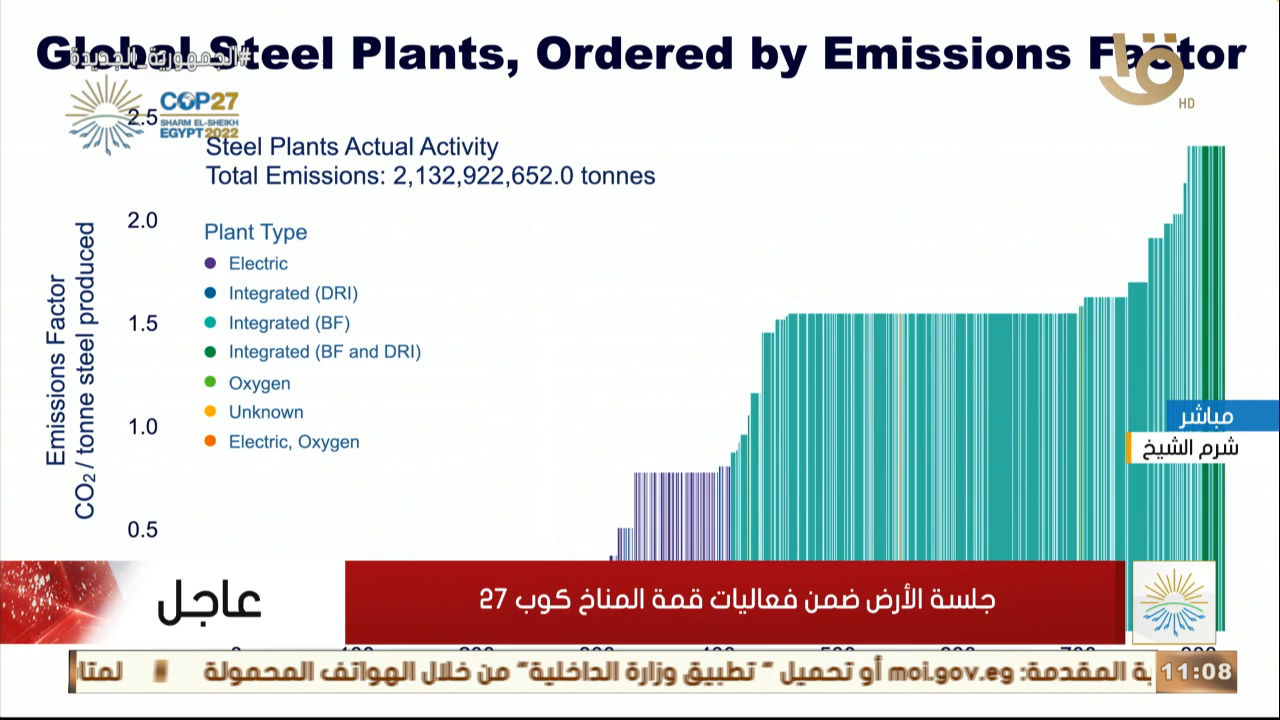 Global Steel Plants, Ordered by Emissions Factor
#الجمهورية_الجديدة
HD
COP27
SHARM EL-SHEIKH
EGYPT 2022
2.5
Steel Plants Actual Activity
Total Emissions: 2,132,922,652.0 tonnes
2.0
Plant Type
Electric
Integrated (DRI)
Integrated (BF)
Integrated (BF and DRI)
Oxygen
Unknown
Electric, Oxygen
Emissions Factor
CO2 / tonne steel produced
1.5
1.0
0.5
مباشر
شرم الشيخ
عاجل
جلسة الأرض ضمن فعاليات قمة المناخ كوب 27
ية المقدمة: moi.gov.eg أو تحميل " تطبيق وزارة الداخلية" من خلال الهواتف المحمولة
لمتا
11:08